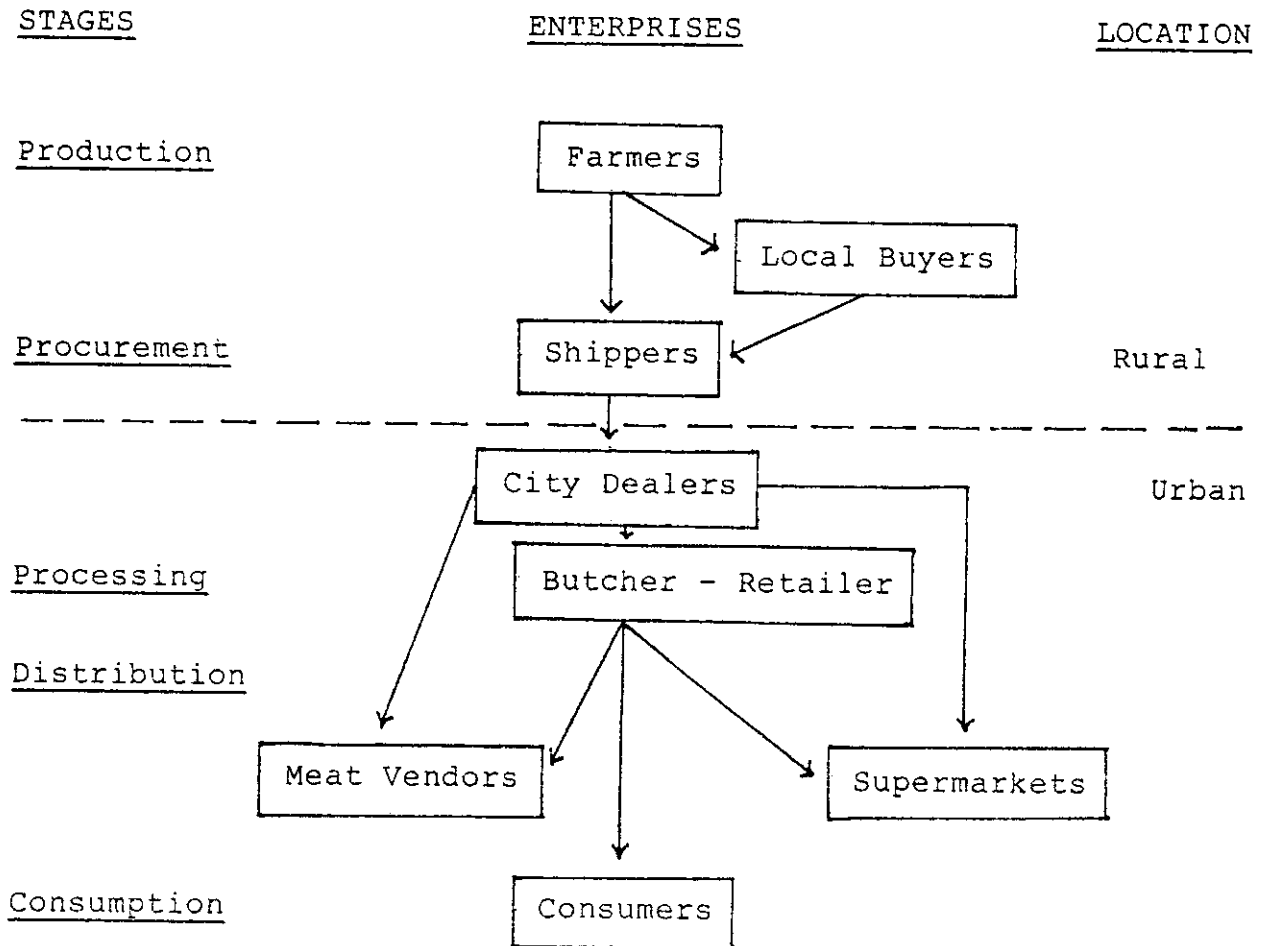 STAGES ENTERPRISES LOCATION
Production Farmers
Local Buyers
Procurement Shippers Rural
City Dealers Urban
Processing Butcher - Retailer
Distribution
Meat Vendors Supermarkets
Consumption Consumers